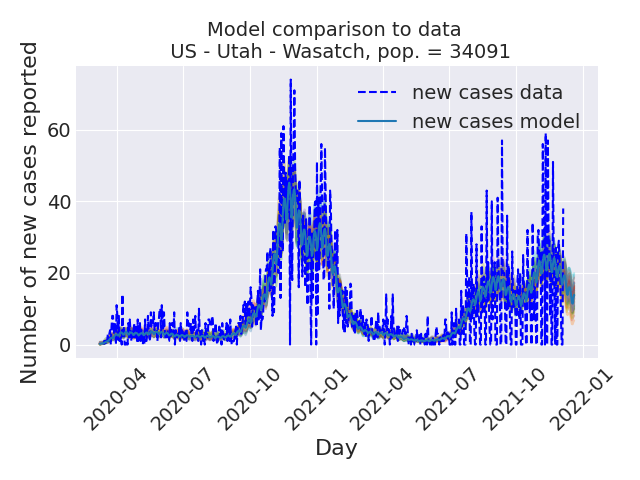 Model comparison to data
US - Utah - Wasatch, pop. = 34091
new cases data
new cases model
Number of new cases reported
60
40
20
0
2020-04
2020-07
2020-10
2021-01
2021-04
2021-07
2021-10
2022-01
Day